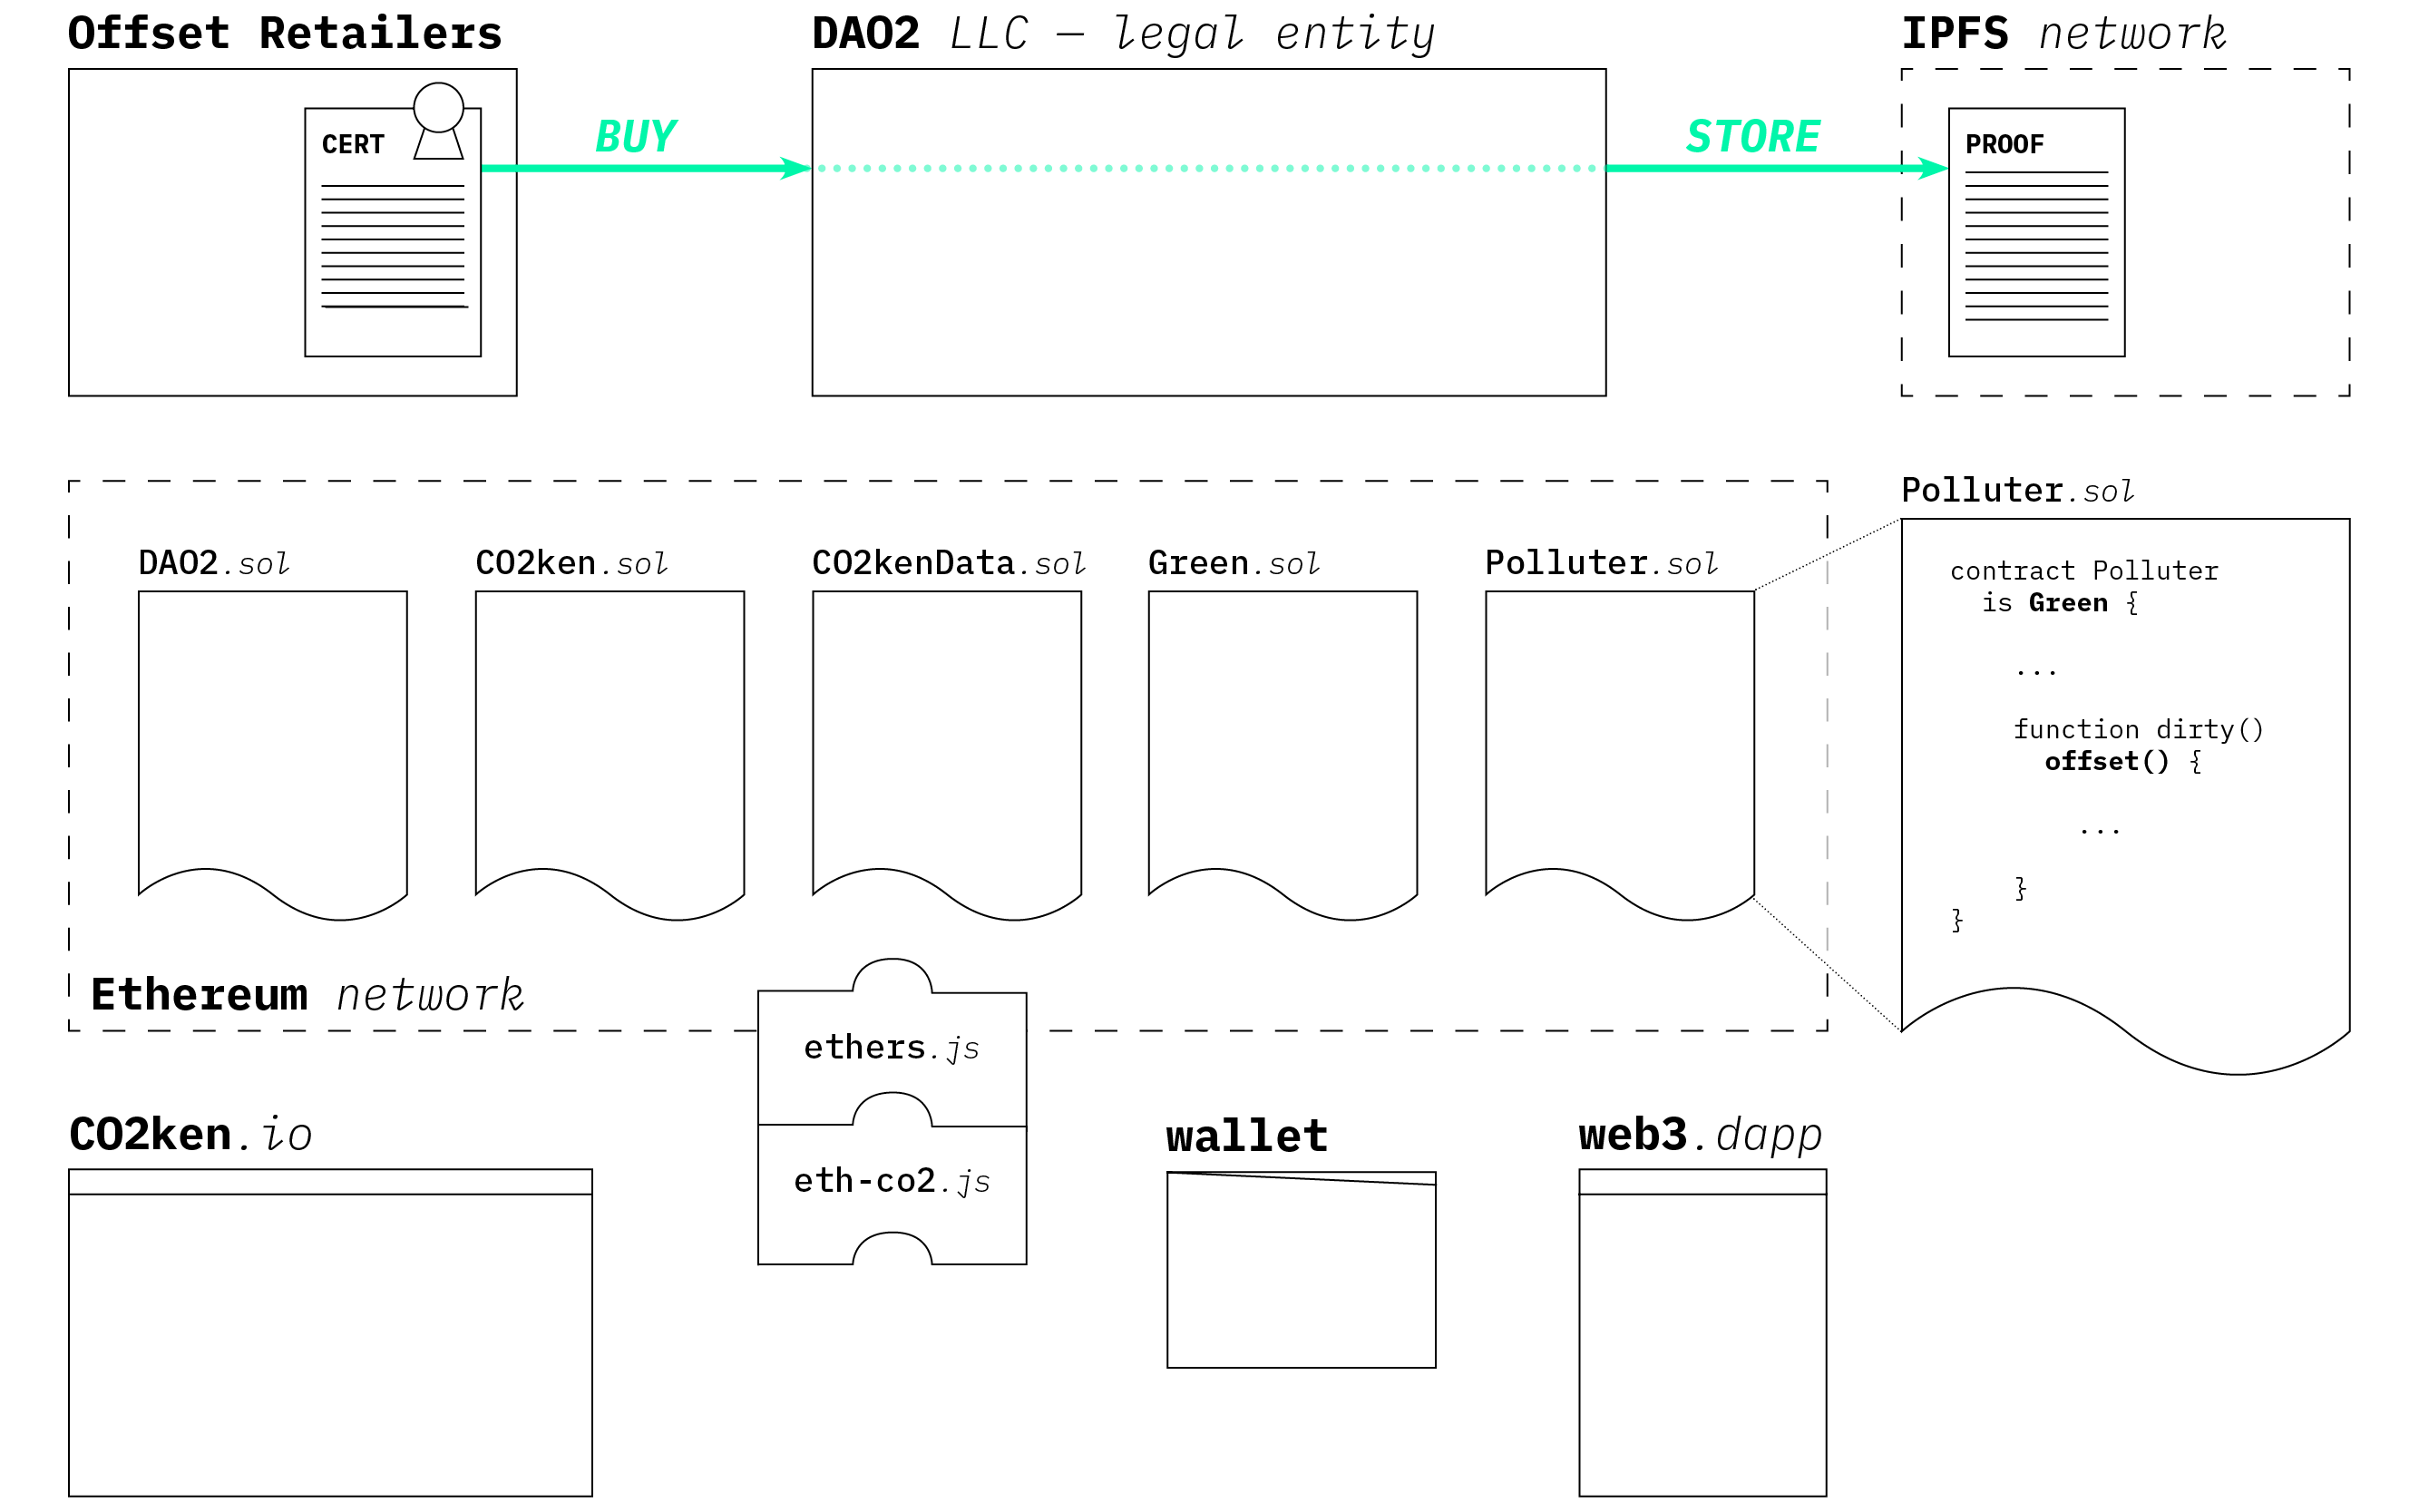 Offset Retailers
DAO2 LLC — legal entity
IPFS network
CERT
BUY
STORE
PROOF
DAO2.sol
CO2ken.sol
CO2kenData.sol
Green.sol
Polluter.sol
Polluter.sol
contract Polluter
is Green {
...
function dirty()
offset() {
...
}
}
Ethereum network
ethers.js
eth-co2.js
CO2ken.io
wallet
web3.dapp